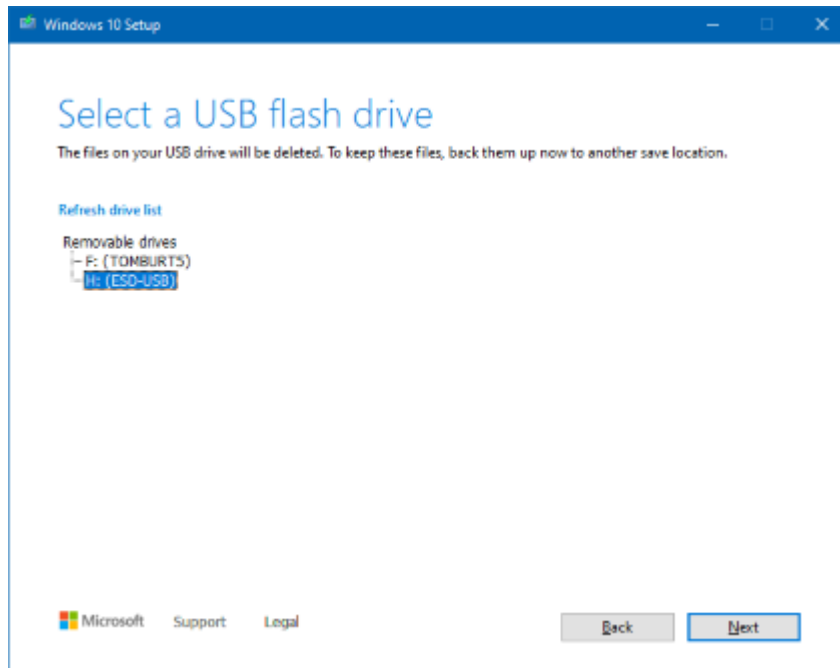 Windows 10 Setup
Select a USB flash drive
The files on your USB drive will be deleted. To keep these files, back them up now to another save location.
Refresh drive list
Removable drives
F: (TOMBURTS)
H: (ESD-USB)
Microsoft Support Legal Back Next